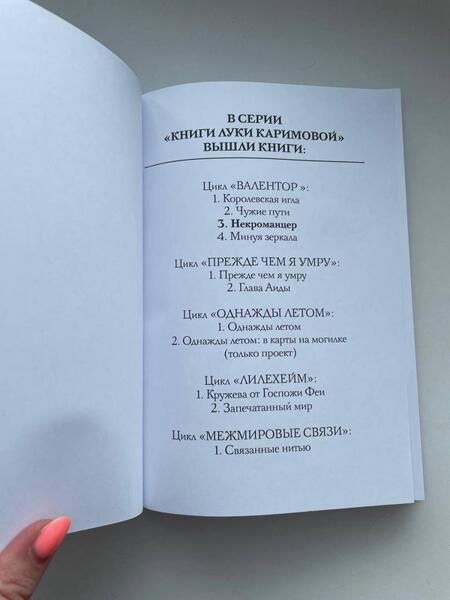 В СЕРИИ
«КНИГИ ЛУКИ КАРИМОВОЙ»
ВЫШЛИ КНИГИ:
Цикл «ВАЛЕНТОР »:
1. Королевская игла
2. Чужие пути
3. Некромансер
4. Минуя зеркала
Цикл «ПРЕЖДЕ ЧЕМ Я УМРУ»:
1. Прежде чем я умру
2. Глава Аиды
Цикл «ОДНАЖДЫ ЛЕТОМ»:
1. Однажды летом
2. Однажды летом: в карты на могилке
(только проект)
Цикл «ЛИЛЕХЕЙМ»:
1. Кружева от Госпожи Феи
2. Запечатанный мир
Цикл «МЕЖМИРОВЫЕ СВЯЗИ»:
1. Связанные нитью